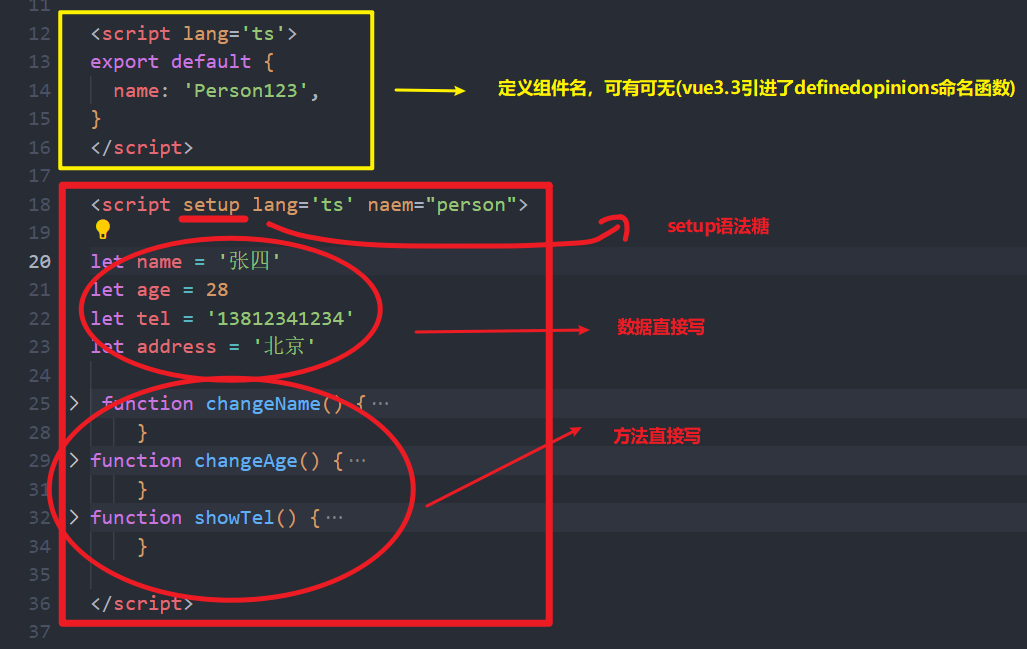 11
12 <script lang='ts'>
13 export default {
14 name: 'Person123',
15 }
16 </script>
定义组件名，可有可无(vue3.3引进了definedopinions命名函数)
17
18 <script setup lang='ts' naem="person">
19
setup语法糖
20 let name = '张四'
21 let age = 28
22 let tel = '13812341234'
23 let address = '北京'
数据直接写
24
25 function changeName() {···
28 }
29 function changeAge() {···
31 }
32 function showTel() {···
34 }
方法直接写
35
36 </script>
37